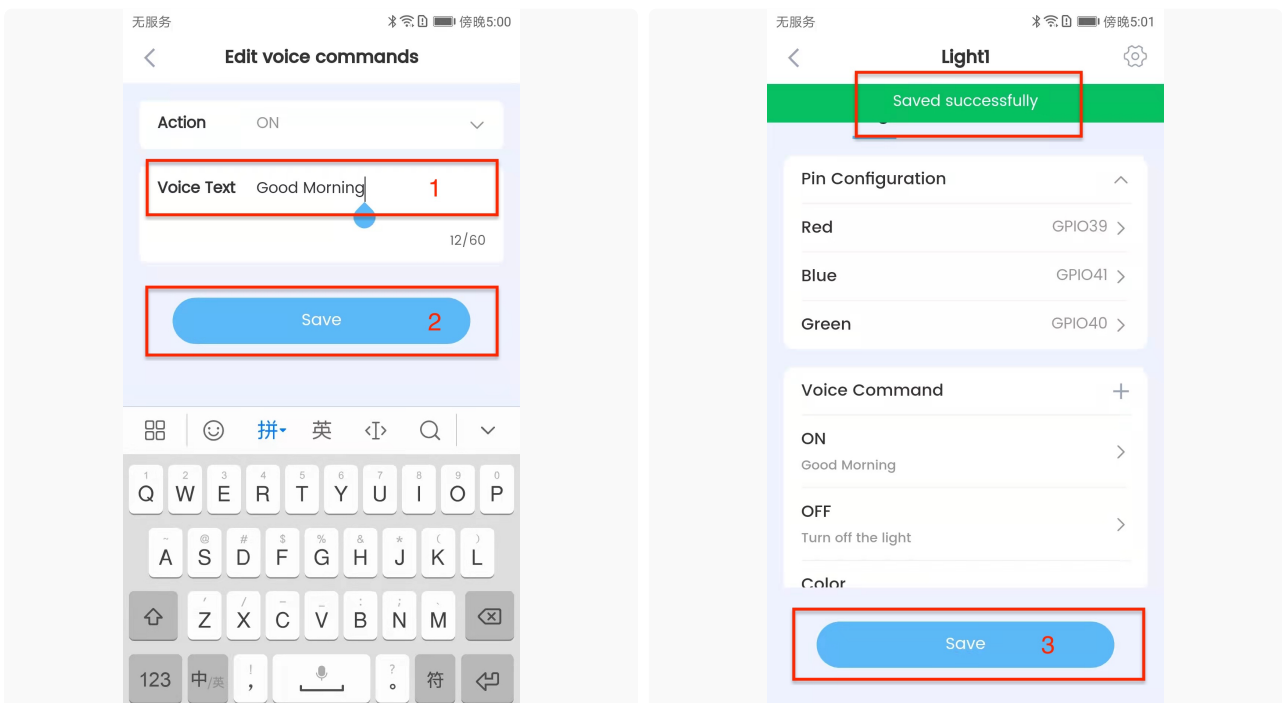 无服务
傍晚5:00
Edit voice commands
Action ON
Voice Text Good Morning 1
12/60
Save 2
拼 英
1 2 3 4 5 6 7 8 9 0
Q W E R T Y U I O P
~ @ # $ % & * ( )
A S D F G H J K L
Z X C V B N M
123 中/英 ! , ? 。 符
无服务
傍晚5:01
Light1
Saved successfully
Pin Configuration
Red GPIO39
Blue GPIO41
Green GPIO40
Voice Command
ON
Good Morning
OFF
Turn off the light
Color
Save 3